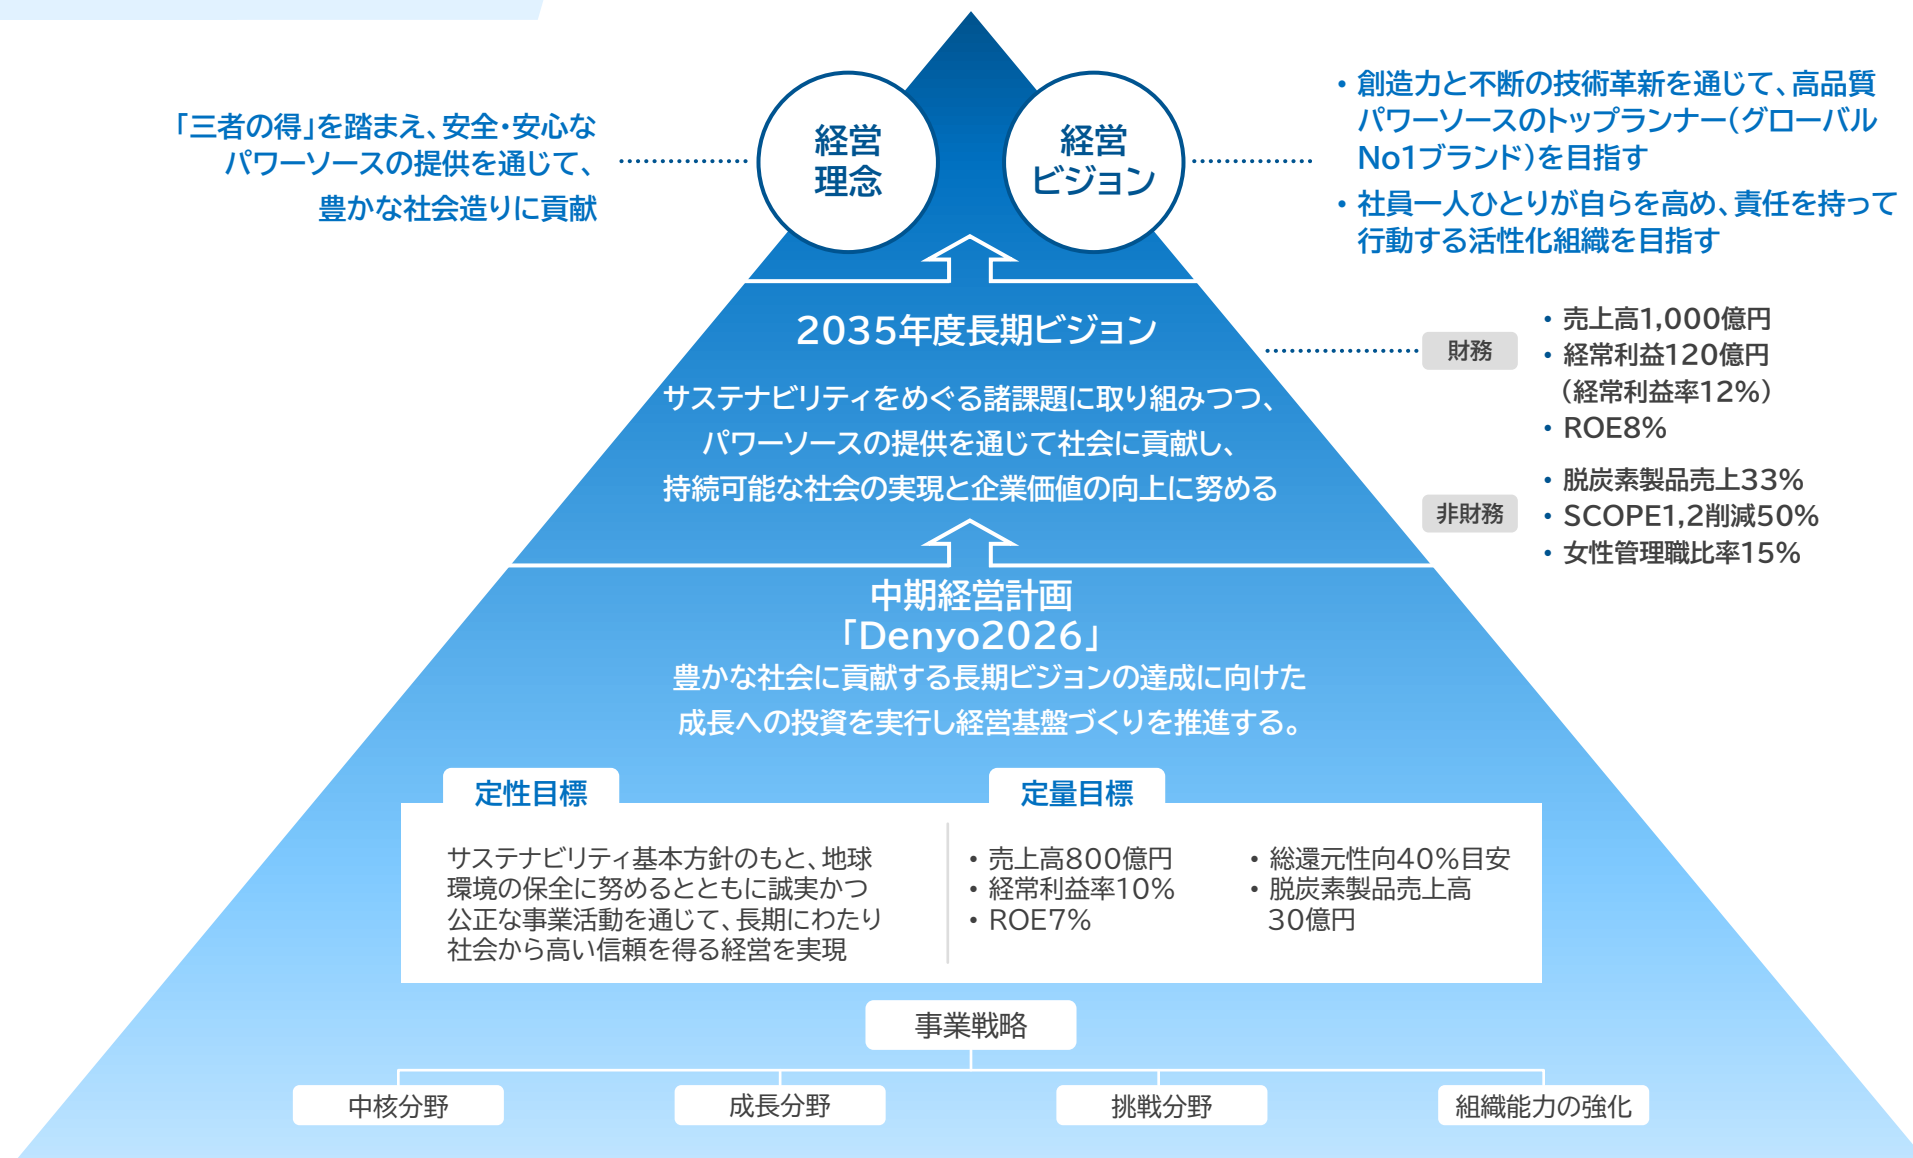 「三者の得」を踏まえ、安全・安心な
パワーソースの提供を通じて、
豊かな社会造りに貢献
経営
理念
経営
ビジョン
・創造力と不断の技術革新を通じて、高品質
パワーソースのトップランナー（グローバル
No1ブランド）を目指す
・社員一人ひとりが自らを高め、責任を持って
行動する活性化組織を目指す
2035年度長期ビジョン
サステナビリティをめぐる諸課題に取り組みつつ、
パワーソースの提供を通じて社会に貢献し、
持続可能な社会の実現と企業価値の向上に努める
財務
・売上高1,000億円
・経常利益120億円
（経常利益率12%）
・ROE8%
非財務
・脱炭素製品売上33%
・SCOPE1,2削減50%
・女性管理職比率15%
中期経営計画
「Denyo2026」
豊かな社会に貢献する長期ビジョンの達成に向けた
成長への投資を実行し経営基盤づくりを推進する。
定性目標
サステナビリティ基本方針のもと、地球
環境の保全に努めるとともに誠実かつ
公正な事業活動を通じて、長期にわたり
社会から高い信頼を得る経営を実現
定量目標
・売上高800億円
・経常利益率10%
・ROE7%
・総還元性向40%目安
・脱炭素製品売上高
30億円
事業戦略
中核分野
成長分野
挑戦分野
組織能力の強化